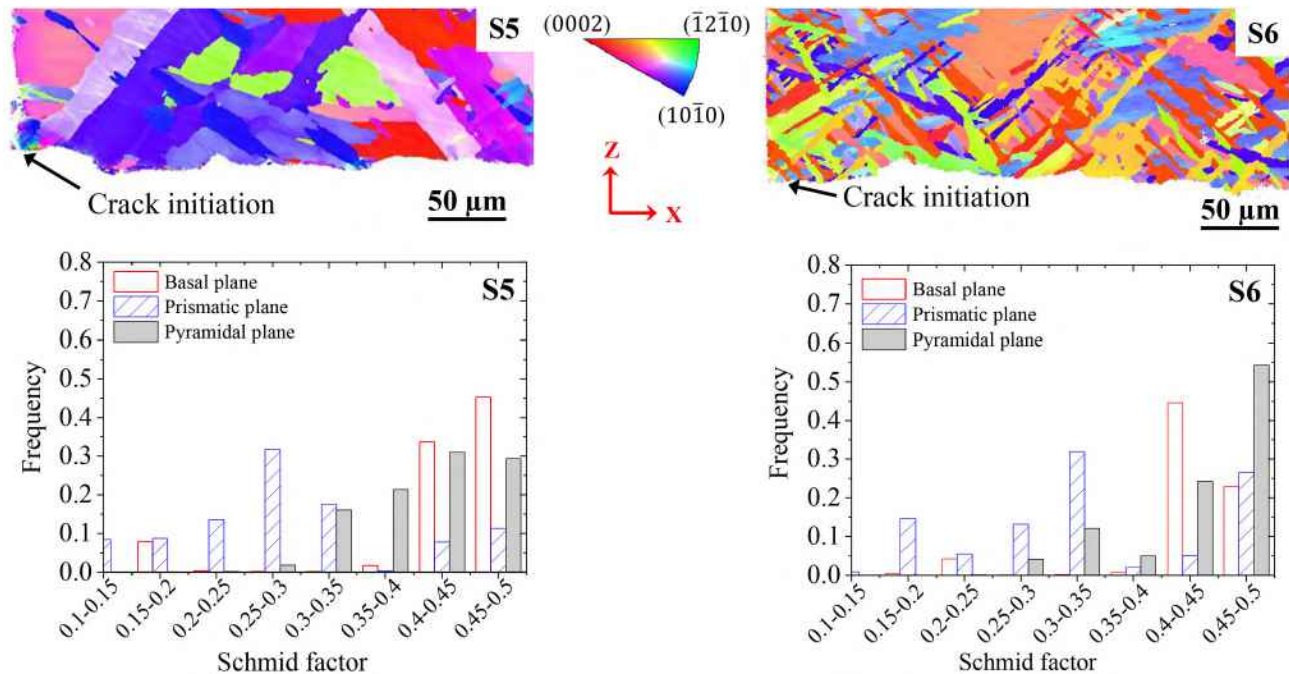 S5
(0002)
(1̄21̄0)
(101̄0)
Z
X
Crack initiation
50 µm
S6
Crack initiation
50 µm
S5
Basal plane
Prismatic plane
Pyramidal plane
Frequency
0.8
0.7
0.6
0.5
0.4
0.3
0.2
0.1
0.0
0.1-0.15
0.15-0.2
0.2-0.25
0.25-0.3
0.3-0.35
0.35-0.4
0.4-0.45
0.45-0.5
Schmid factor
S6
Basal plane
Prismatic plane
Pyramidal plane
Frequency
0.8
0.7
0.6
0.5
0.4
0.3
0.2
0.1
0.0
0.1-0.15
0.15-0.2
0.2-0.25
0.25-0.3
0.3-0.35
0.35-0.4
0.4-0.45
0.45-0.5
Schmid factor